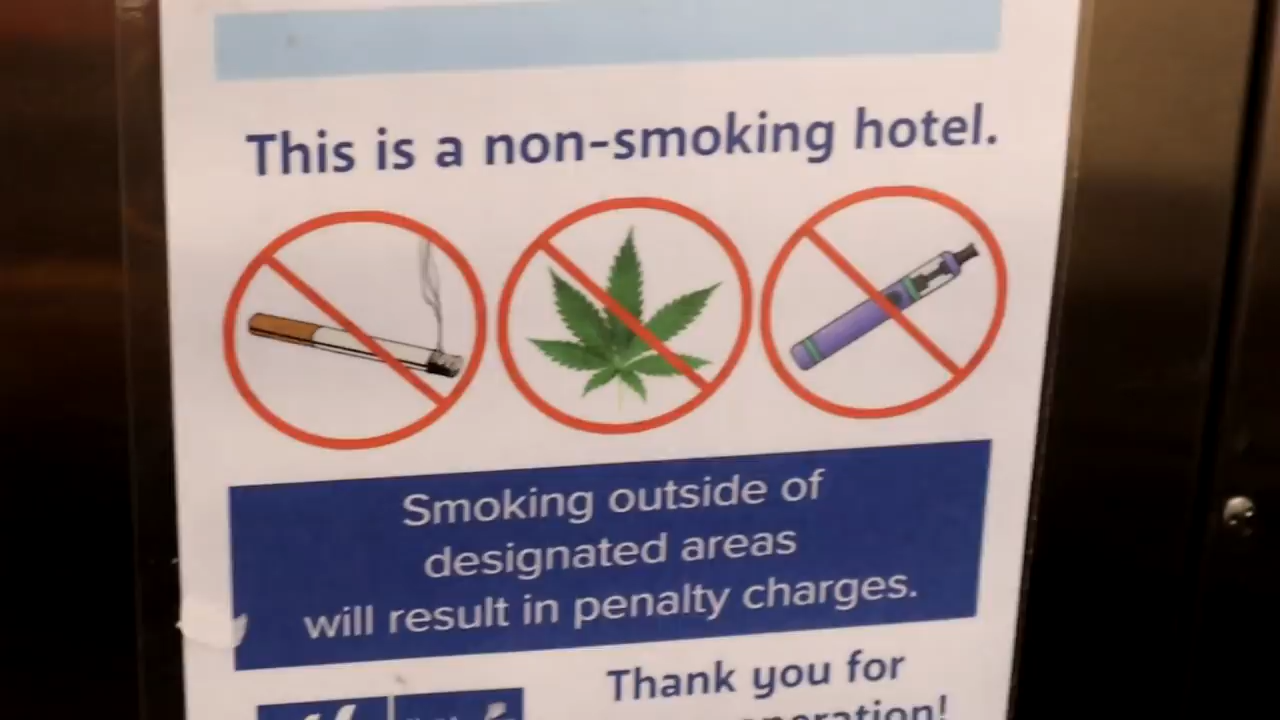 This is a non-smoking hotel.
Smoking outside of
designated areas
will result in penalty charges.
Thank you for